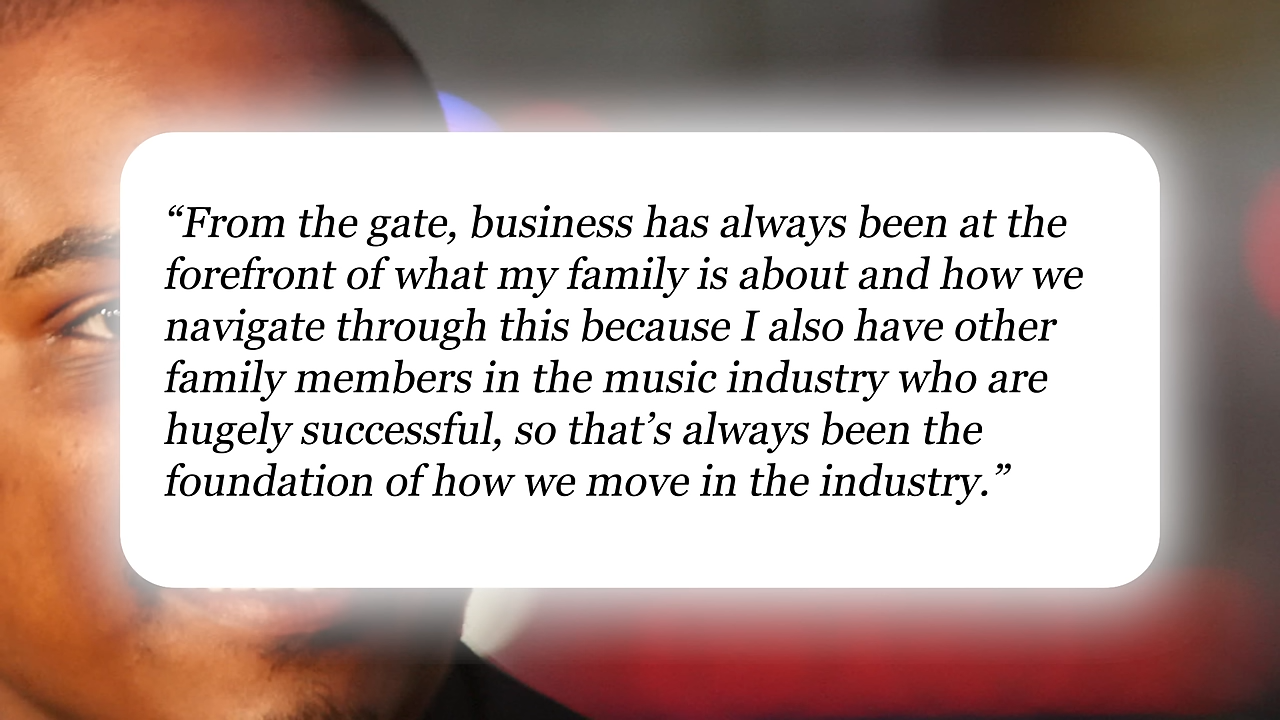 “From the gate, business has always been at the
forefront of what my family is about and how we
navigate through this because I also have other
family members in the music industry who are
hugely successful, so that’s always been the
foundation of how we move in the industry.”